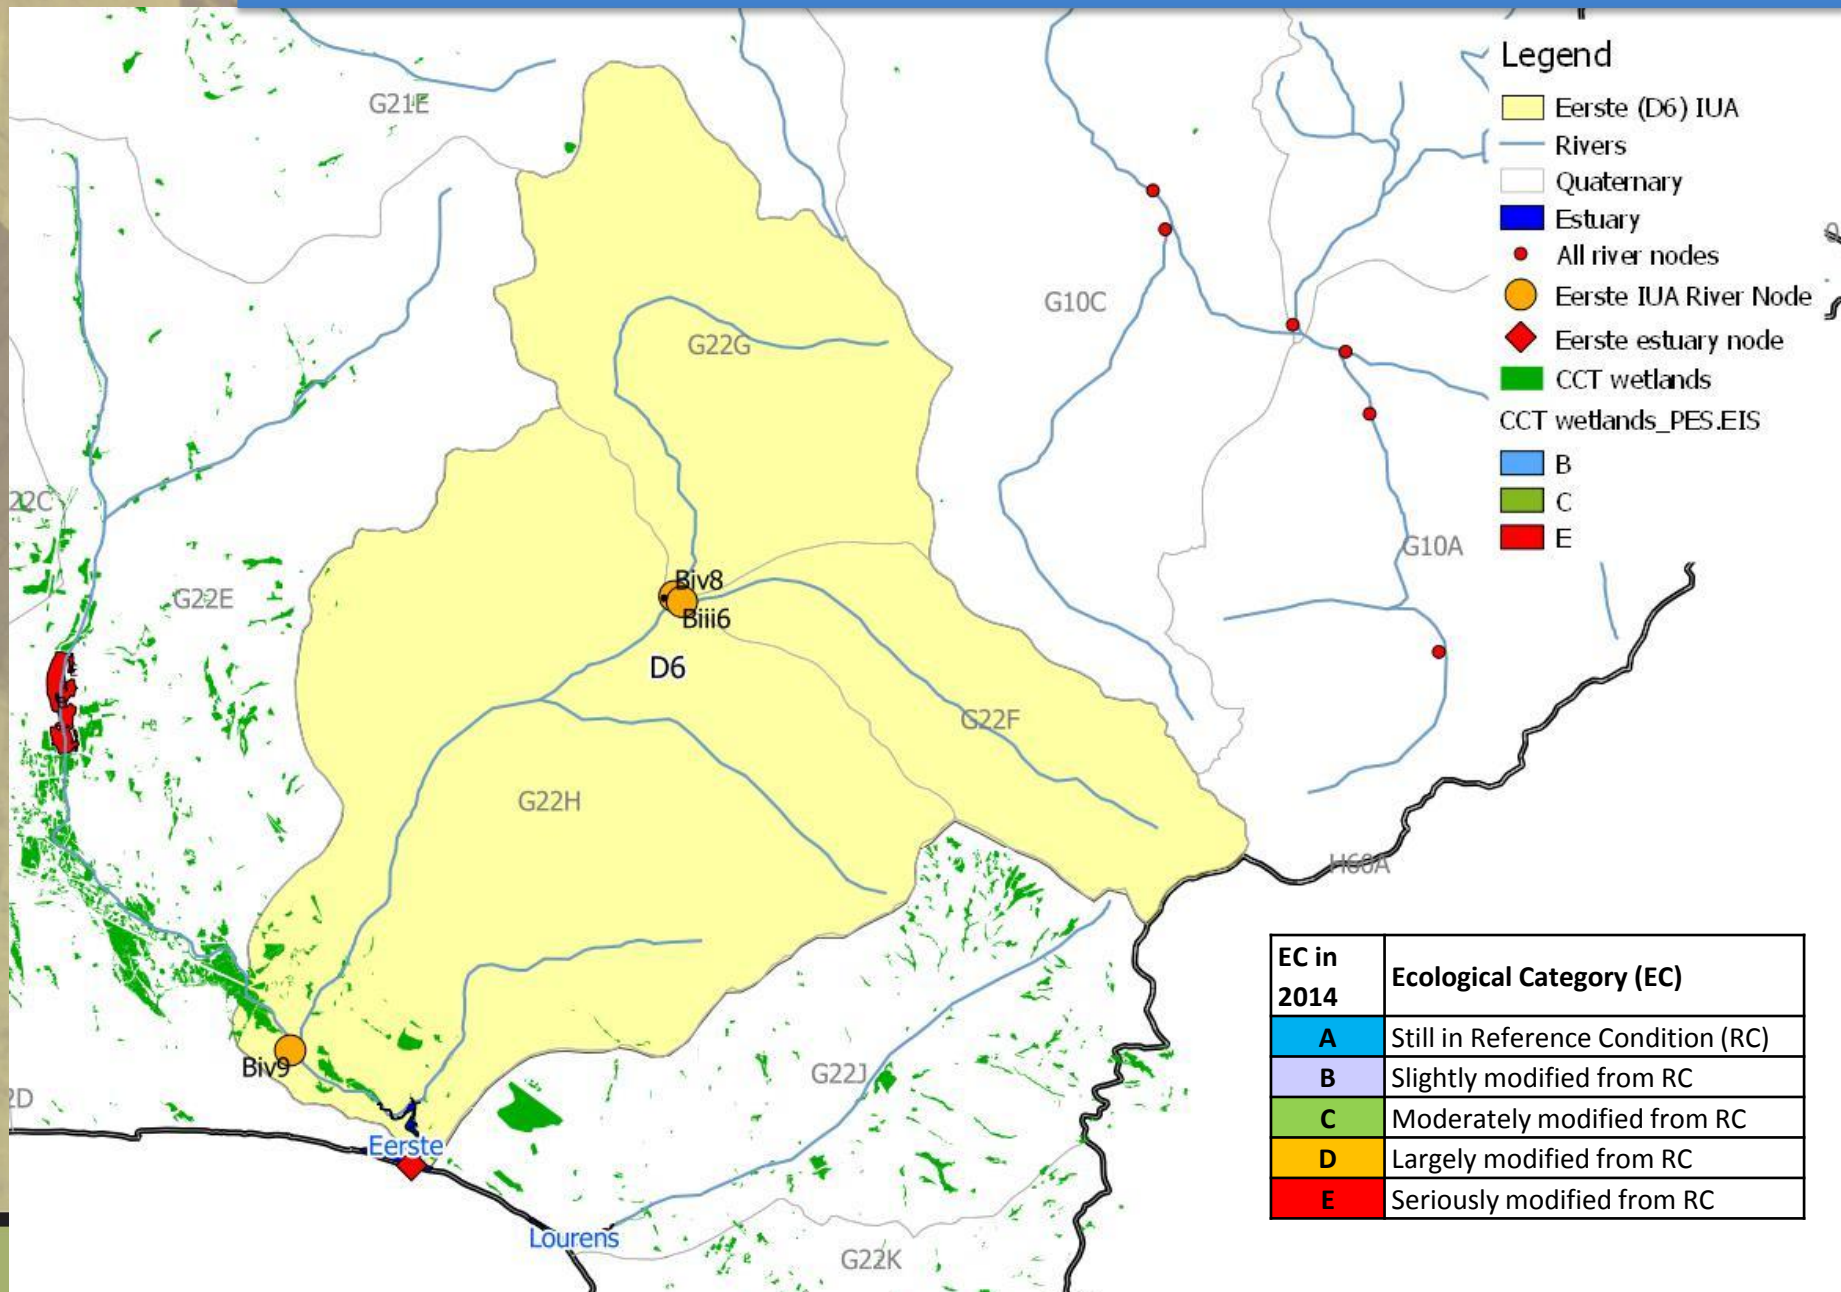 Legend
Eerste (D6) IUA
Rivers
Quaternary
Estuary
All river nodes
Eerste IUA River Node
Eerste estuary node
CCT wetlands
CCT wetlands_PES.EIS
B
C
E
G21E
G10C
G22G
22C
G10A
G22E
Biv8
Biii6
D6
G22F
G22H
H60A
Biv9
G22J
2D
Eerste
Lourens
G22K
EC in 2014 Ecological Category (EC)
A Still in Reference Condition (RC)
B Slightly modified from RC
C Moderately modified from RC
D Largely modified from RC
E Seriously modified from RC